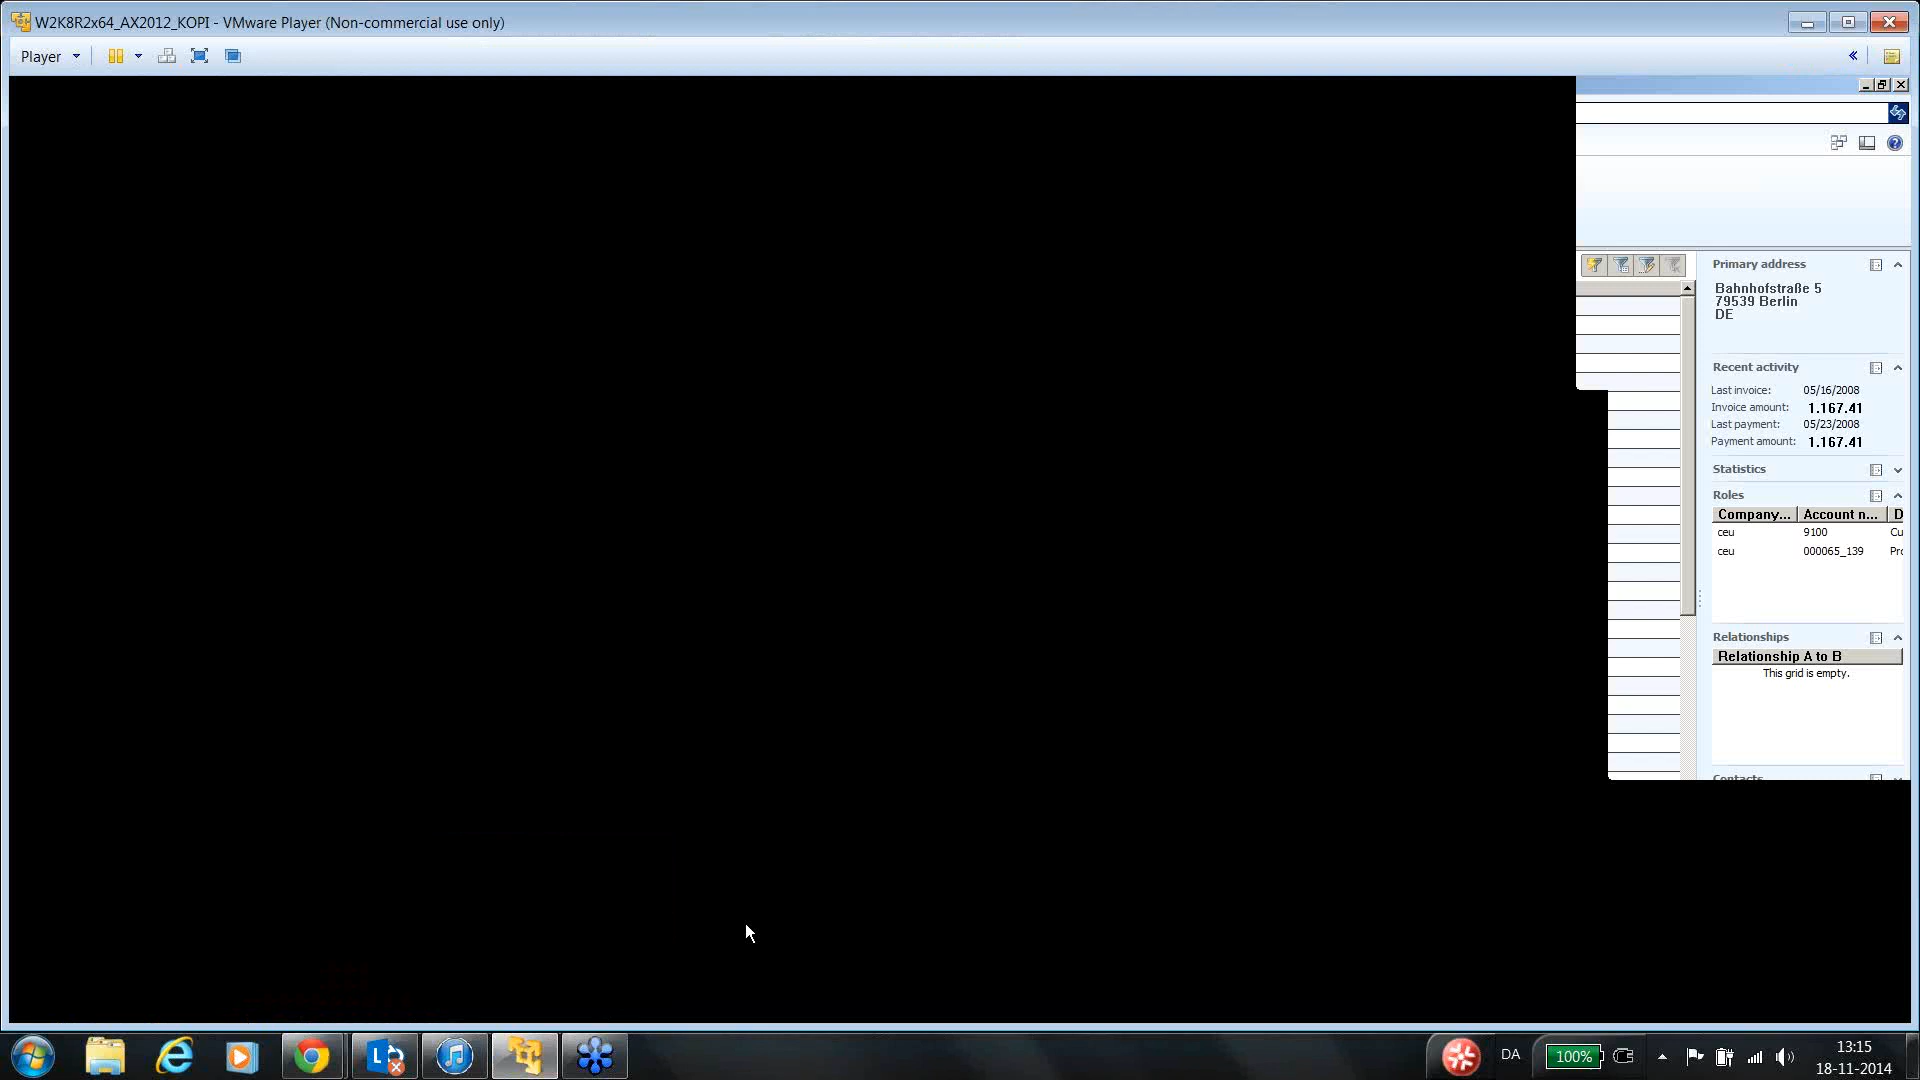 W2K8R2x64_AX2012_KOPI - VMware Player (Non-commercial use only)
Player
Primary address
Bahnhofstraße 5
79539 Berlin
DE
Recent activity
Last invoice: 05/16/2008
Invoice amount: 1.167.41
Last payment: 05/23/2008
Payment amount: 1.167.41
Statistics
Roles
Company... Account n... D
ceu 9100 Cu
ceu 000065_139 Pro
Relationships
Relationship A to B
This grid is empty.
Contacts
DA 100% 13:15
18-11-2014